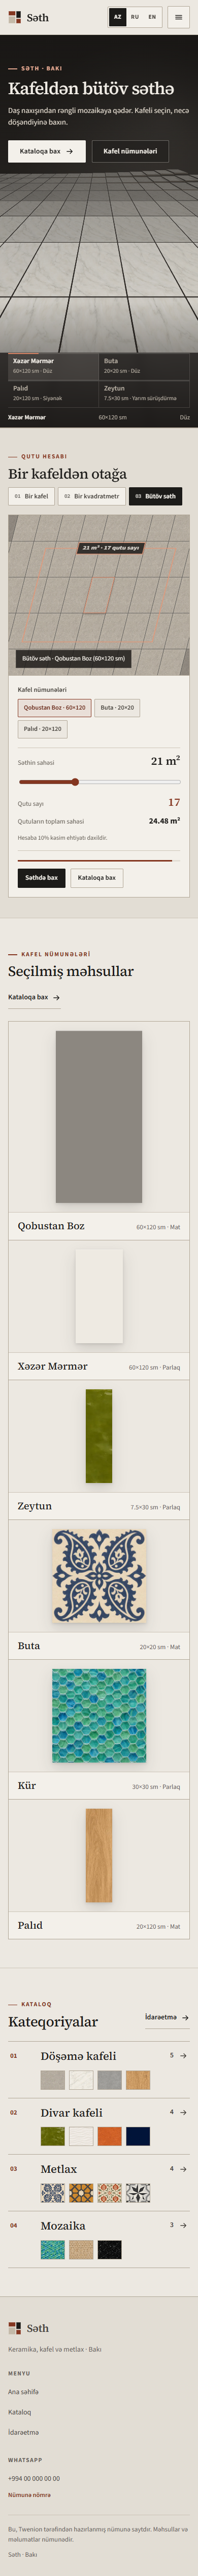 Səth
AZ RU EN
SƏTH · BAKI
Kafeldən bütöv səthə
Daş naxışından rəngli mozaikaya qədər. Kafeli seçin, necə
döşəndiyinə baxın.
Kataloqa bax →
Kafel nümunələri
Xəzər Mərmər
60×120 sm · Düz
Buta
20×20 sm · Düz
Palıd
20×120 sm · Siyənək
Zeytun
7.5×30 sm · Yarım sürüşdürmə
Xəzər Mərmər 60×120 sm Düz
QUTU HESABI
Bir kafeldən otağa
01 Bir kafel
02 Bir kvadratmetr
03 Bütöv səth
21 m² · 17 qutu sayı
Bütöv səth · Qobustan Boz (60×120 sm)
Kafel nümunələri
Qobustan Boz · 60×120
Buta · 20×20
Palıd · 20×120
Səthin sahəsi 21 m²
Qutu sayı 17
Qutuların toplam sahəsi 24.48 m²
Hesaba 10% kəsim ehtiyatı daxildir.
Səthdə bax
Kataloqa bax
KAFEL NÜMUNƏLƏRİ
Seçilmiş məhsullar
Kataloqa bax →
Qobustan Boz 60×120 sm · Mat
Xəzər Mərmər 60×120 sm · Parlaq
Zeytun 7.5×30 sm · Parlaq
Buta 20×20 sm · Mat
Kür 30×30 sm · Parlaq
Palıd 20×120 sm · Mat
KATALOQ
Kateqoriyalar
İdarəetmə →
01 Döşəmə kafeli 5 →
02 Divar kafeli 4 →
03 Metlax 4 →
04 Mozaika 3 →
Səth
Keramika, kafel və metlax · Bakı
MENYU
Ana səhifə
Kataloq
İdarəetmə
WHATSAPP
+994 00 000 00 00
Nümunə nömrə
Bu, Twenion tərəfindən hazırlanmış nümunə saytdır. Məhsullar və
məlumatlar nümunədir.
Səth · Bakı